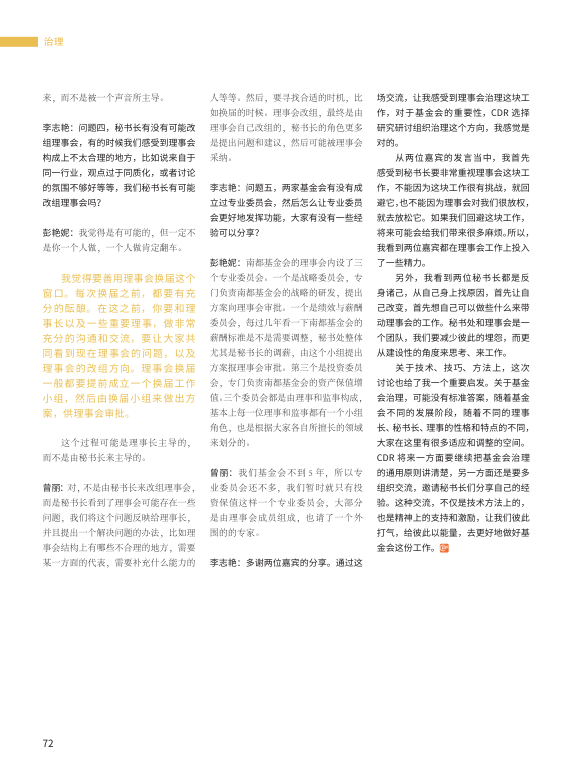 治理
来，而不是被一个声音所主导。
李志艳：问题四，秘书长有没有可能改
组理事会，有的时候我们感受到理事会
构成上不太合理的地方，比如说来自于
同一行业，观点过于同质化，或者讨论
的氛围不够好等等，我们秘书长有可能
改组理事会吗？
彭艳妮：我觉得是有可能的，但一定不
是你一个人做，一个人做肯定翻车。
我觉得要善用理事会换届这个
窗口。每次换届之前，都要有充
分的酝酿。在这之前，你要和理
事长以及一些重要理事，做非常
充分的沟通和交流，要让大家共
同看到现在理事会的问题，以及
理事会的改组方向。理事会换届
一般都要提前成立一个换届工作
小组，然后由换届小组来做出方
案，供理事会审批。
这个过程可能是理事长主导的，
而不是由秘书长来主导的。
曾丽：对，不是由秘书长来改组理事会，
而是秘书长看到了理事会可能存在一些
问题，我们将这个问题反映给理事长，
并且提出一个解决问题的办法，比如理
事会结构上有哪些不合理的地方，需要
某一方面的代表，需要补充什么能力的
人等等。然后，要寻找合适的时机，比
如换届的时候。理事会改组，最终是由
理事会自己改组的，秘书长的角色更多
是提出问题和建议，然后可能被理事会
采纳。
李志艳：问题五，两家基金会有没有成
立过专业委员会，然后怎么让专业委员
会更好地发挥功能，大家有没有一些经
验可以分享？
彭艳妮：南都基金会的理事会内设了三
个专业委员会。一个是战略委员会，专
门负责南都基金会的战略的研发，提出
方案向理事会审批。一个是绩效与薪酬
委员会，每过几年看一下南都基金会的
薪酬标准是不是需要调整，秘书处整体
尤其是秘书长的调薪，由这个小组提出
方案报理事会审批。第三个是投资委员
会，专门负责南都基金会的资产保值增
值。三个委员会都是由理事和监事构成，
基本上每一位理事和监事都有一个小组
角色，也是根据大家各自所擅长的领域
来划分的。
曾丽：我们基金会不到 5 年，所以专
业委员会还不多，我们暂时就只有投
资保值这样一个专业委员会，大部分
是由理事会成员组成，也请了一个外
围的的专家。
李志艳：多谢两位嘉宾的分享。通过这
场交流，让我感受到理事会治理这块工
作，对于基金会的重要性，CDR 选择
研究研讨组织治理这个方向，我感觉是
对的。
从两位嘉宾的发言当中，我首先
感受到秘书长要非常重视理事会这块工
作，不能因为这块工作很有挑战，就回
避它，也不能因为理事会对我们很放权，
就去放松它。如果我们回避这块工作，
将来可能会给我们带来很多麻烦。所以，
我看到两位嘉宾都在理事会工作上投入
了一些精力。
另外，我看到两位秘书长都是反
身诸己，从自己身上找原因，首先让自
己改变，首先想自己可以做些什么来带
动理事会的工作。秘书处和理事会是一
个团队，我们要减少彼此的埋怨，而更
从建设性的角度来思考、来工作。
关于技术、技巧、方法上，这次
讨论也给了我一个重要启发。关于基金
会治理，可能没有标准答案，随着基金
会不同的发展阶段，随着不同的理事
长、秘书长、理事的性格和特点的不同，
大家在这里有很多适应和调整的空间。
CDR 将来一方面要继续把基金会治理
的通用原则讲清楚，另一方面还是要多
组织交流，邀请秘书长们分享自己的经
验。这种交流，不仅是技术方法上的，
也是精神上的支持和激励，让我们彼此
打气，给彼此以能量，去更好地做好基
金会这份工作。
72